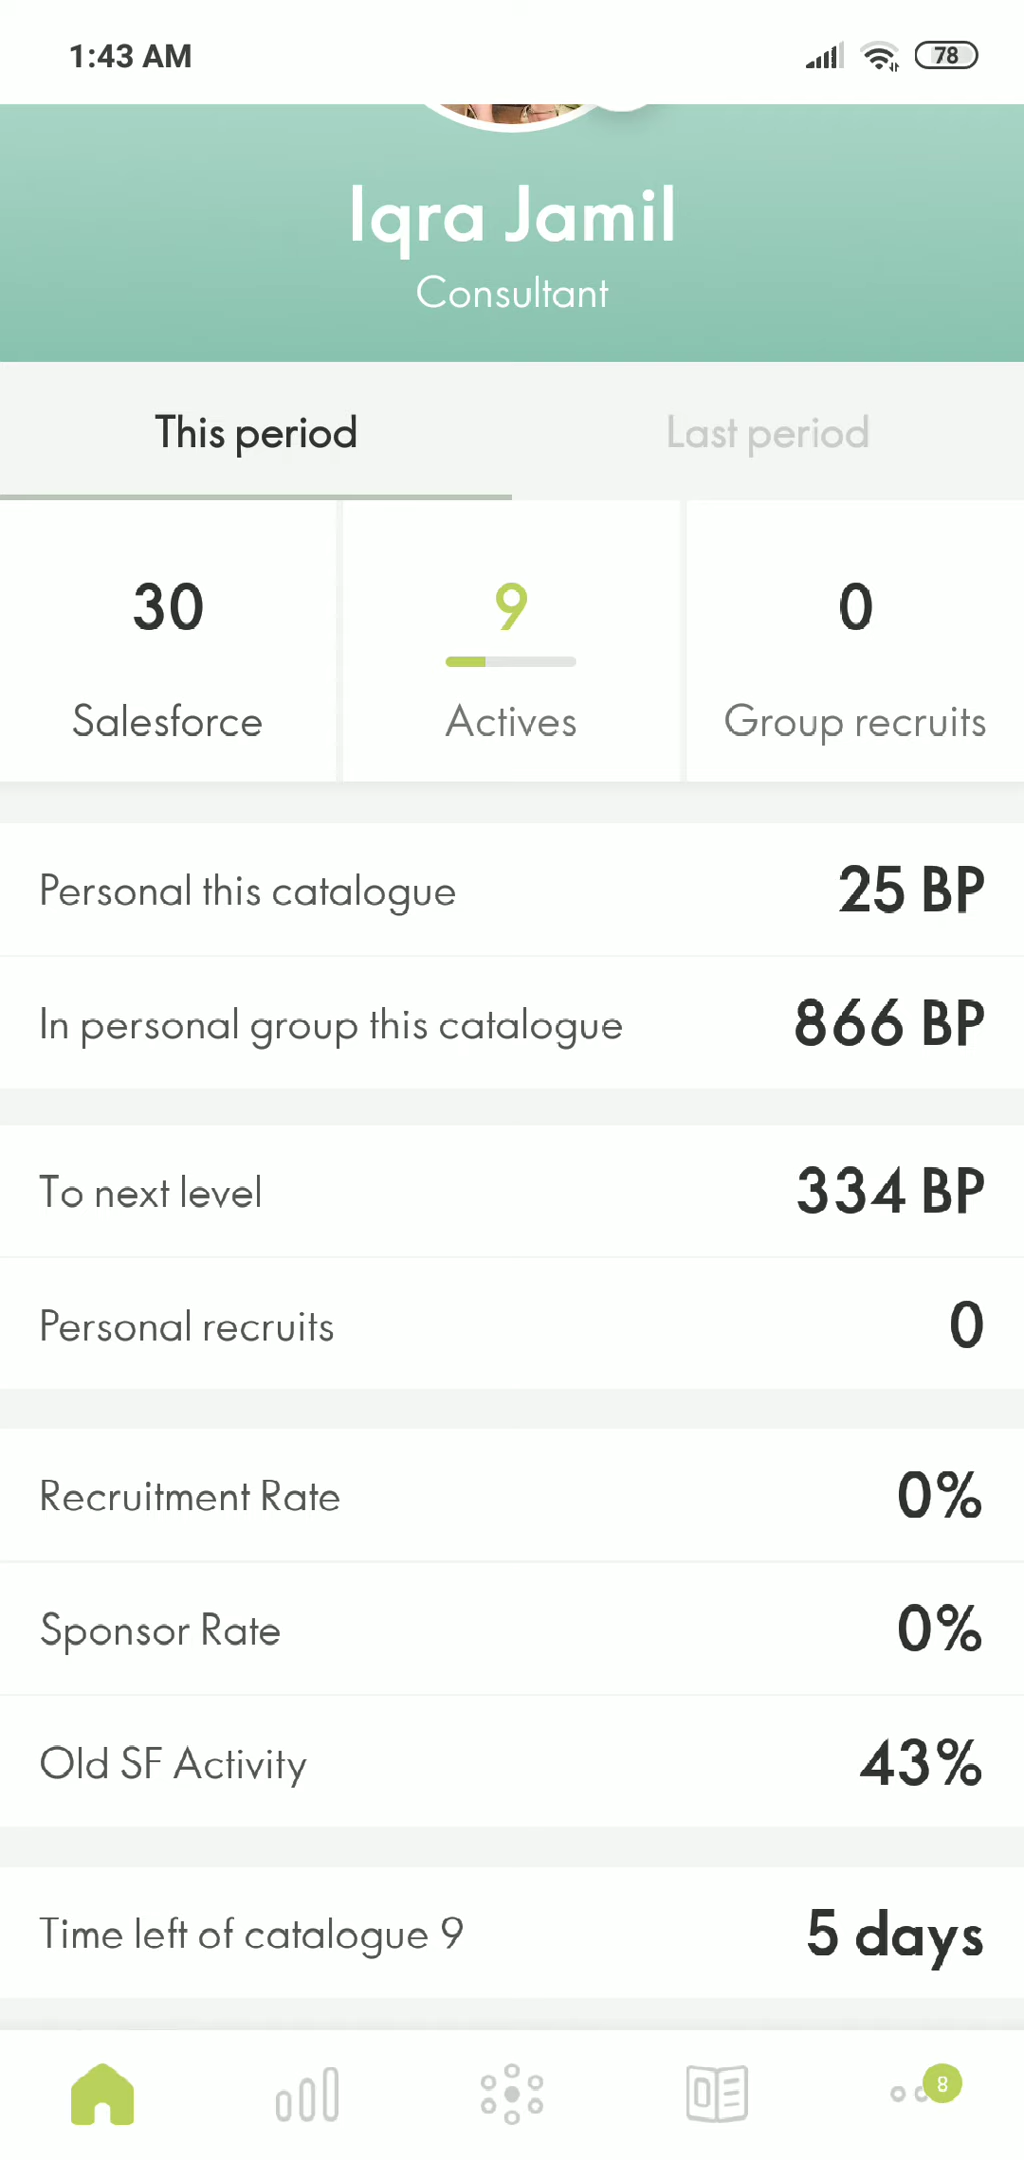 1:43 AM
78
Iqra Jamil
Consultant
This period
Last period
30
9
0
Salesforce
Actives
Group recruits
Personal this catalogue
25 BP
In personal group this catalogue
866 BP
To next level
334 BP
Personal recruits
0
Recruitment Rate
0%
Sponsor Rate
0%
Old SF Activity
43%
Time left of catalogue 9
5 days
8